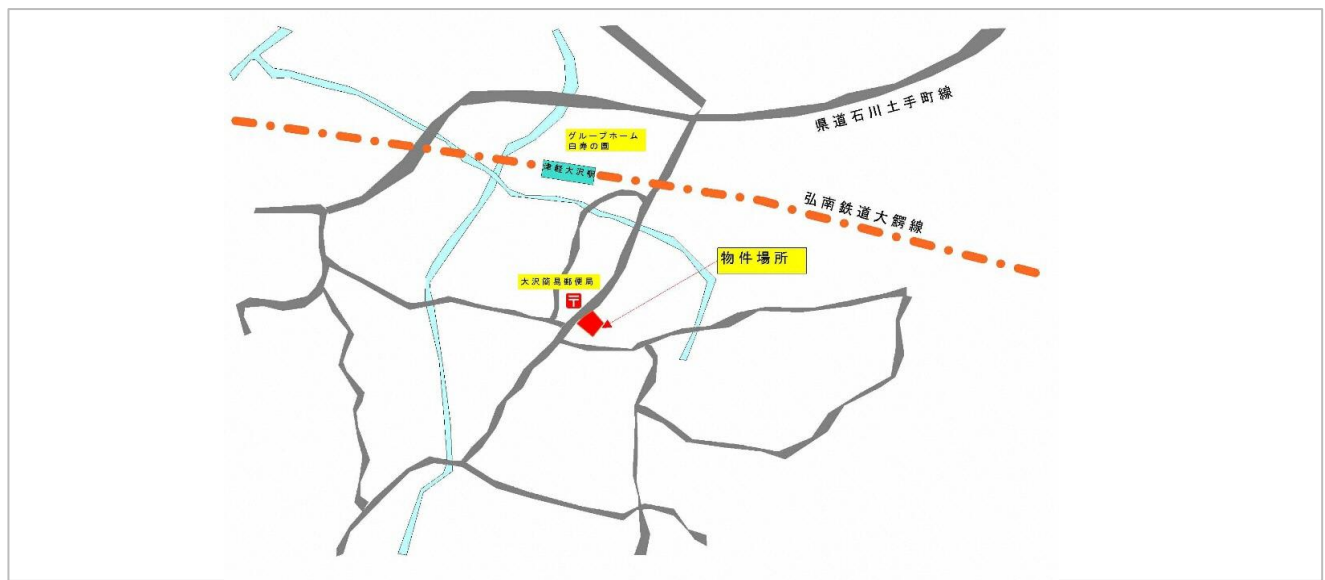 県道石川土手町線
グループホーム
白寿の園
津軽大沢駅
弘南鉄道大鰐線
物件場所
大沢簡易郵便局
〒